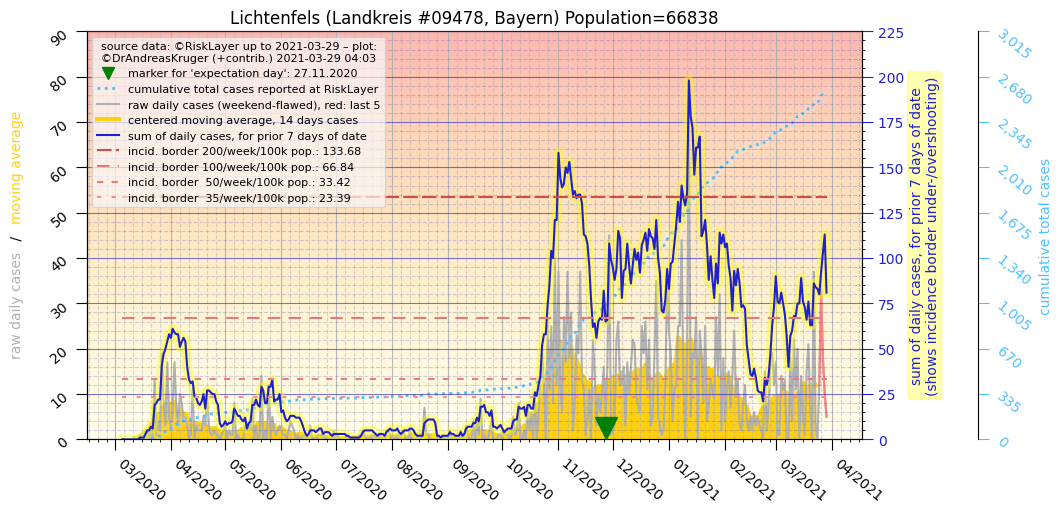 Lichtenfels (Landkreis #09478, Bayern) Population=66838
source data: ©RiskLayer up to 2021-03-29 – plot:
©DrAndreasKruger (+contrib.) 2021-03-29 04:03
marker for 'expectation day': 27.11.2020
cumulative total cases reported at RiskLayer
raw daily cases (weekend-flawed), red: last 5
centered moving average, 14 days cases
sum of daily cases, for prior 7 days of date
incid. border 200/week/100k pop.: 133.68
incid. border 100/week/100k pop.: 66.84
incid. border  50/week/100k pop.: 33.42
incid. border  35/week/100k pop.: 23.39
raw daily cases  /  moving average
90
80
70
60
50
40
30
20
10
0
03/2020
04/2020
05/2020
06/2020
07/2020
08/2020
09/2020
10/2020
11/2020
12/2020
01/2021
02/2021
03/2021
04/2021
225
200
175
150
125
100
75
50
25
0
sum of daily cases, for prior 7 days of date
(shows incidence border under-/overshooting)
3,015
2,680
2,345
2,010
1,675
1,340
1,005
670
335
0
cumulative total cases